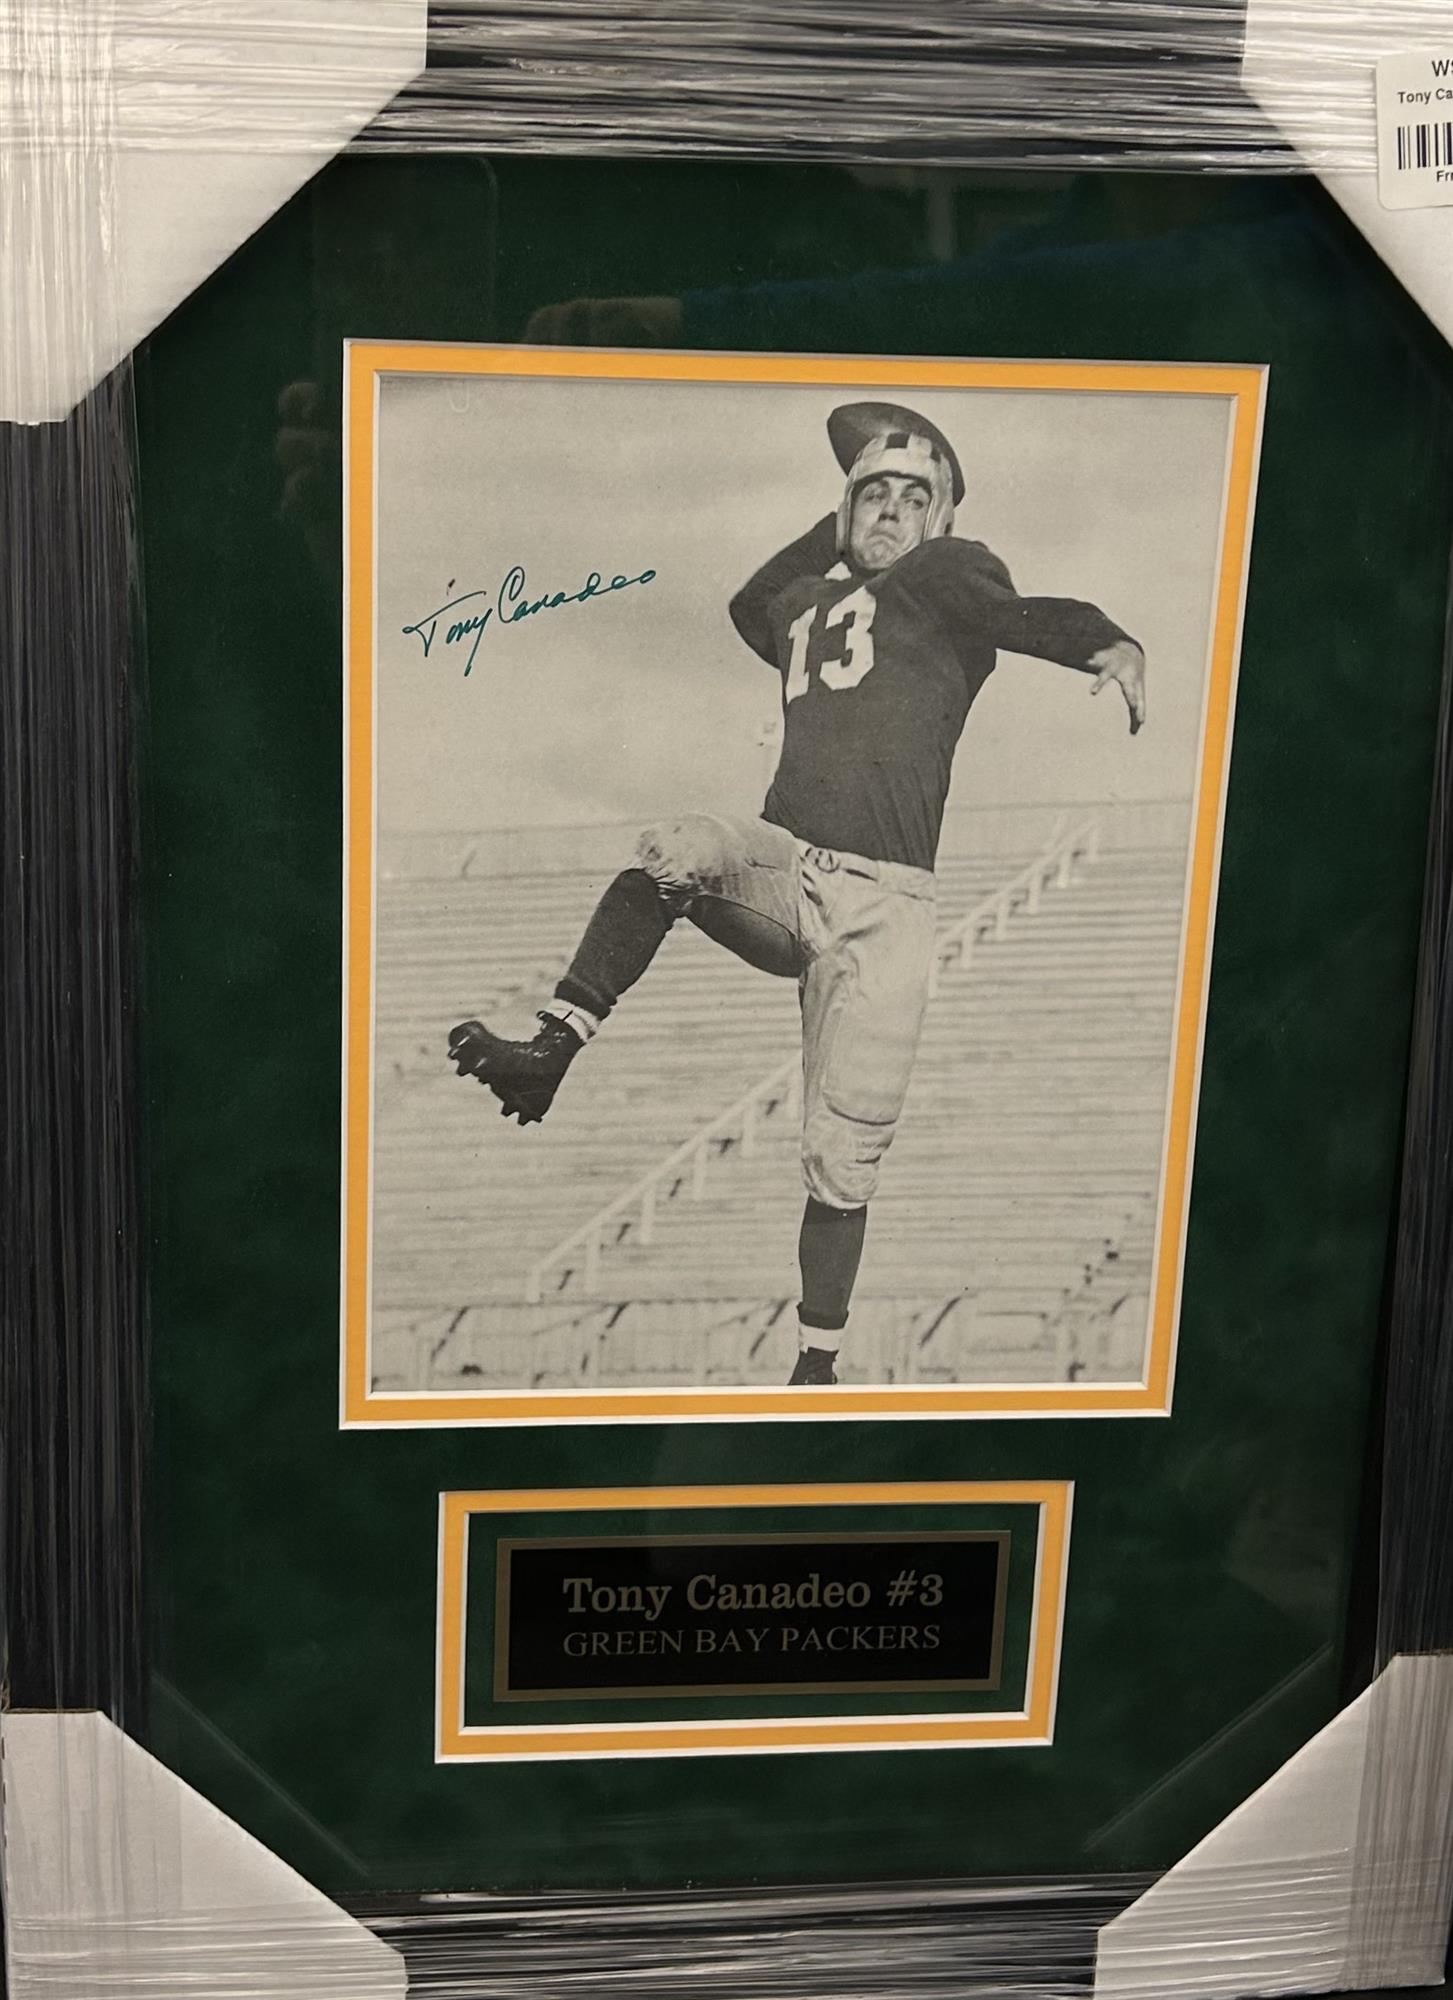 Tony Ca
Tony Canadeo
13
Tony Canadeo #3
GREEN BAY PACKERS